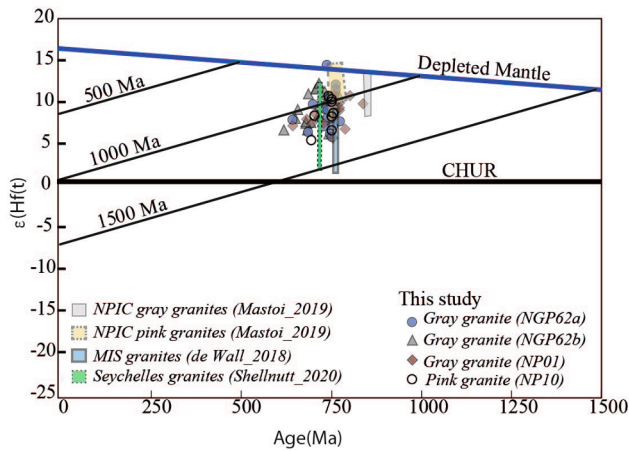 20
15
10
5
0
-5
-10
-15
-20
-25
ε(Hf(t)
Depleted Mantle
500 Ma
1000 Ma
CHUR
1500 Ma
NPIC gray granites (Mastoi_2019)
NPIC pink granites (Mastoi_2019)
MIS granites (de Wall_2018)
Seychelles granites (Shellnutt_2020)
This study
Gray granite (NGP62a)
Gray granite (NGP62b)
Gray granite (NP01)
Pink granite (NP10)
0 250 500 750 1000 1250 1500
Age(Ma)